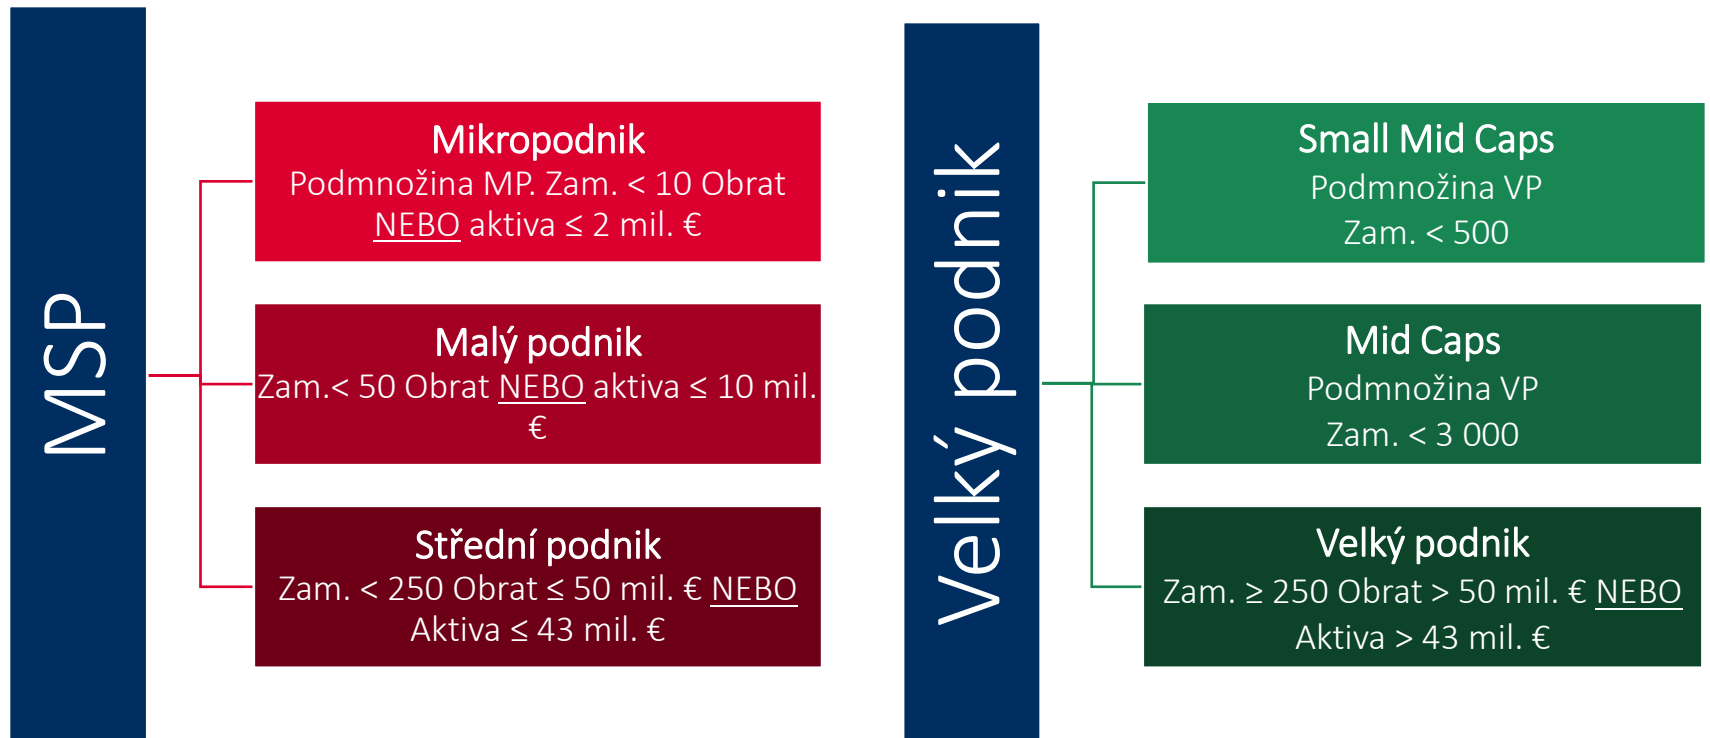 MSP
Mikropodnik
Podmnožina MP. Zam. < 10 Obrat
NEBO aktiva ≤ 2 mil. €
Malý podnik
Zam.< 50 Obrat NEBO aktiva ≤ 10 mil.
€
Střední podnik
Zam. < 250 Obrat ≤ 50 mil. € NEBO
Aktiva ≤ 43 mil. €
Velký podnik
Small Mid Caps
Podmnožina VP
Zam. < 500
Mid Caps
Podmnožina VP
Zam. < 3 000
Velký podnik
Zam. ≥ 250 Obrat > 50 mil. € NEBO
Aktiva > 43 mil. €